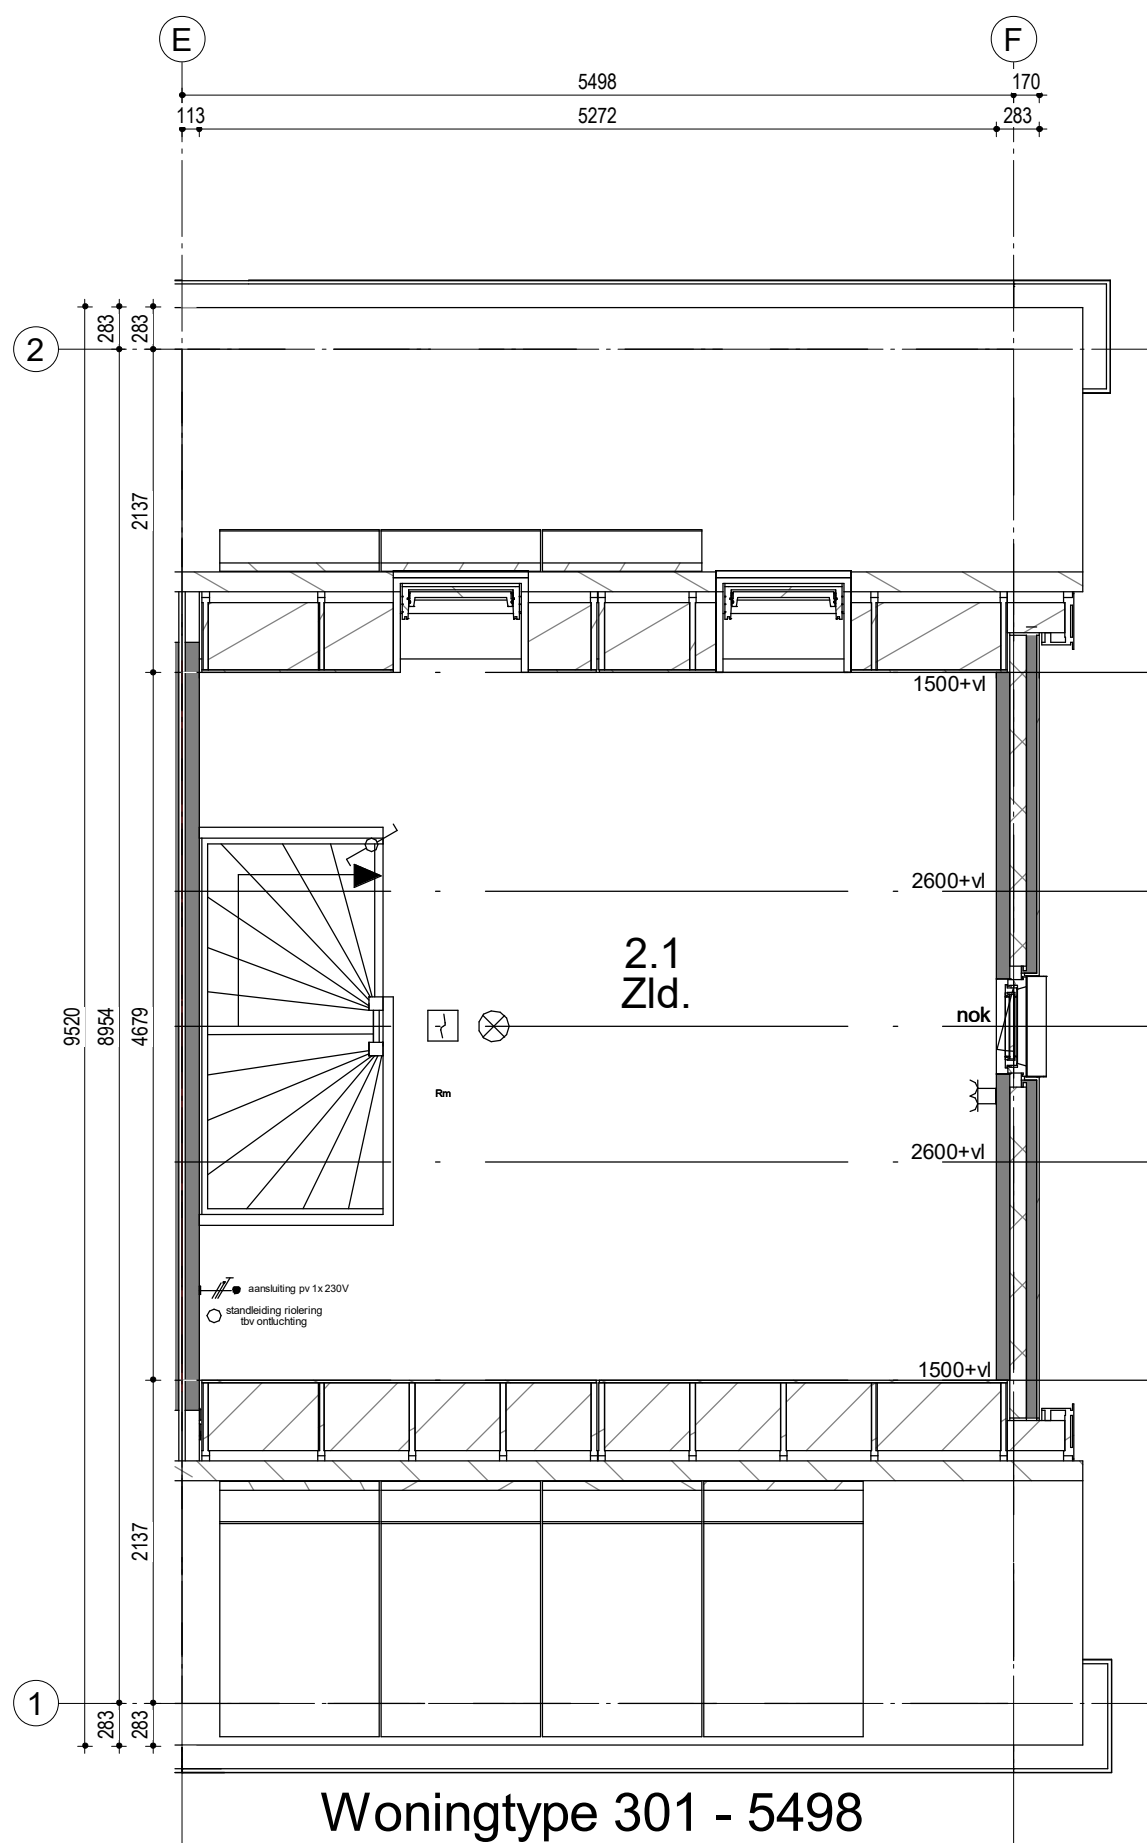 E
F
5498
170
113
5272
283
283
283
2
2137
1500+vl
2600+vl
2.1
Zld.
nok
9520
8954
4679
Rm
2600+vl
aansluiting pv 1x 230V
standleiding riolering
tbv ontluchting
1500+vl
2137
1
283
283
Woningtype 301 - 5498